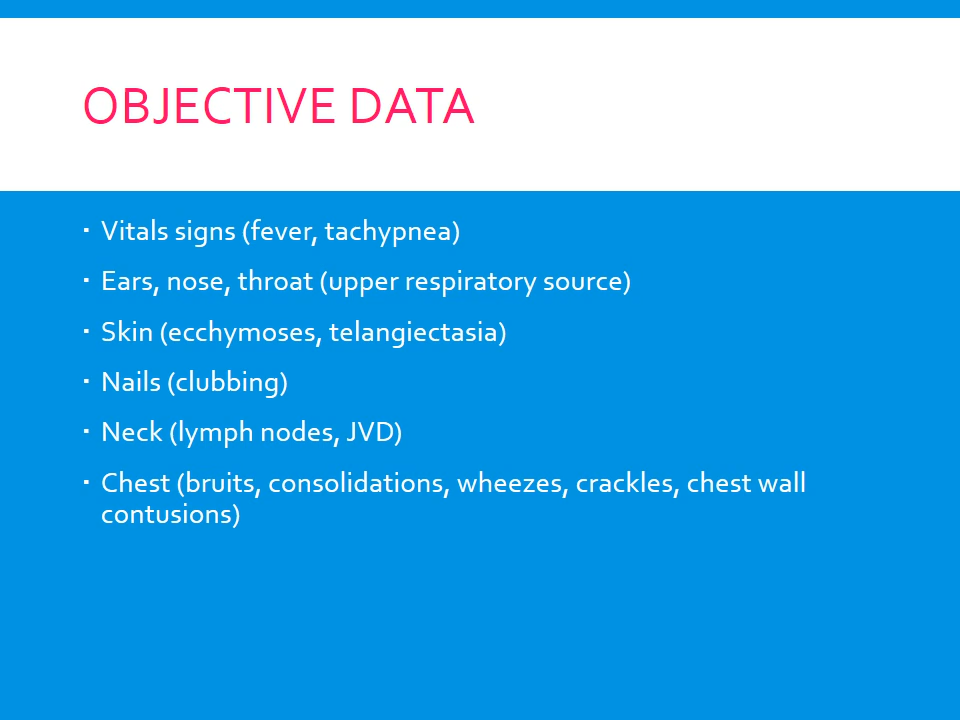 OBJECTIVE DATA
▪ Vitals signs (fever, tachypnea)
▪ Ears, nose, throat (upper respiratory source)
▪ Skin (ecchymoses, telangiectasia)
▪ Nails (clubbing)
▪ Neck (lymph nodes, JVD)
▪ Chest (bruits, consolidations, wheezes, crackles, chest wall
contusions)